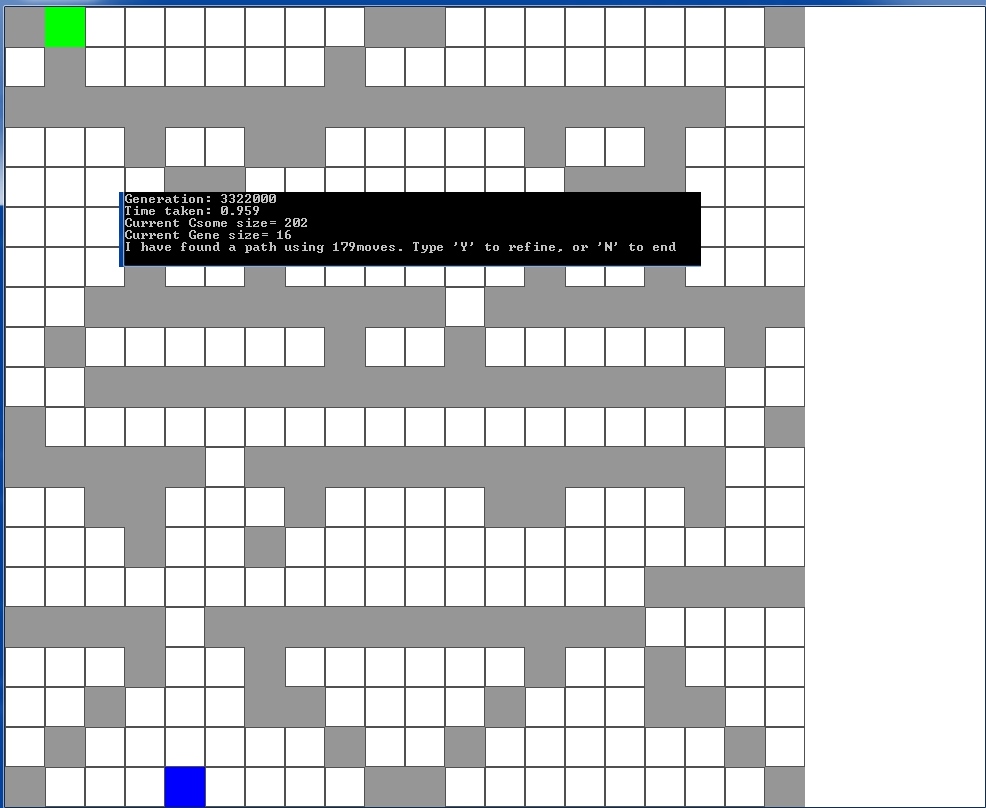 Generation: 3322000
Time taken: 0.959
Current Csome size= 202
Current Gene size= 16
I have found a path using 179moves. Type 'Y' to refine, or 'N' to end